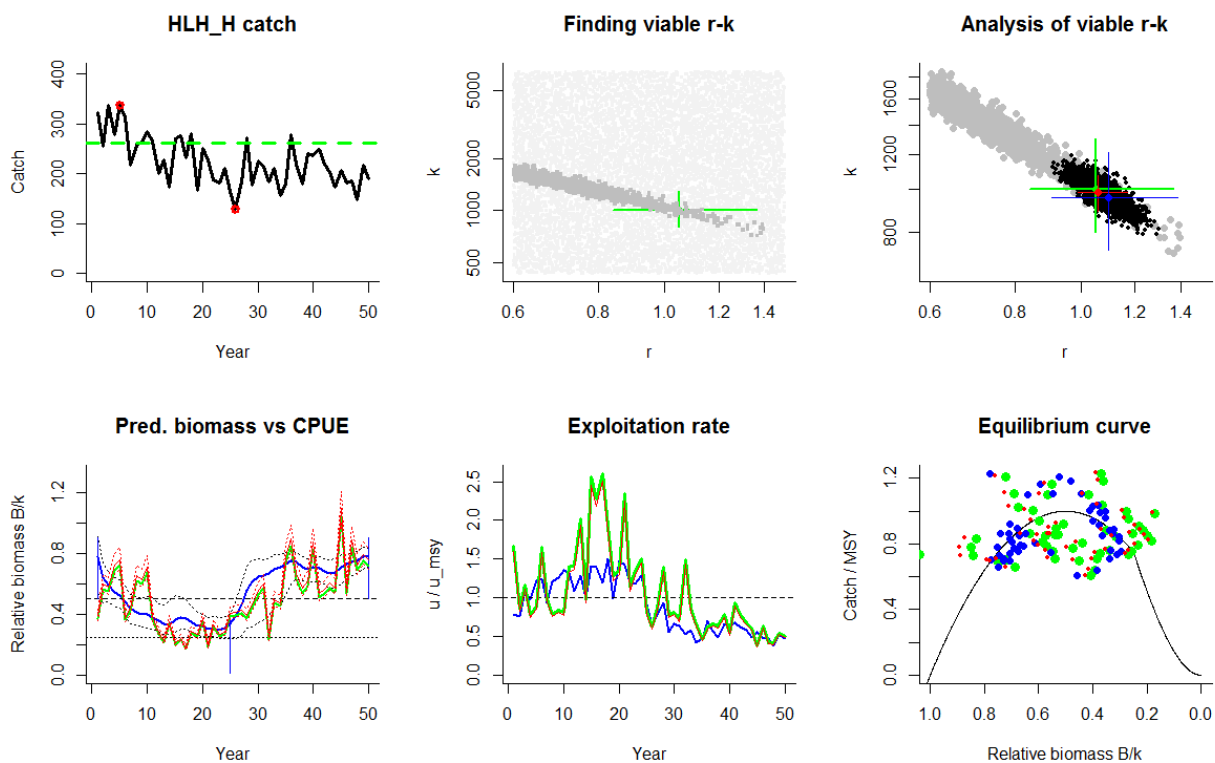 HLH_H catch
Catch
400
300
200
100
0
0 10 20 30 40 50
Year
Finding viable r-k
k
5000
2000
1000
500
0.6 0.8 1.0 1.2 1.4
r
Analysis of viable r-k
k
1600
1200
800
0.6 0.8 1.0 1.2 1.4
r
Pred. biomass vs CPUE
Relative biomass B/k
1.2
0.8
0.4
0.0
0 10 20 30 40 50
Year
Exploitation rate
u / u_msy
2.5
2.0
1.5
1.0
0.5
0.0
0 10 20 30 40 50
Year
Equilibrium curve
Catch / MSY
1.2
0.8
0.4
0.0
1.0 0.8 0.6 0.4 0.2 0.0
Relative biomass B/k